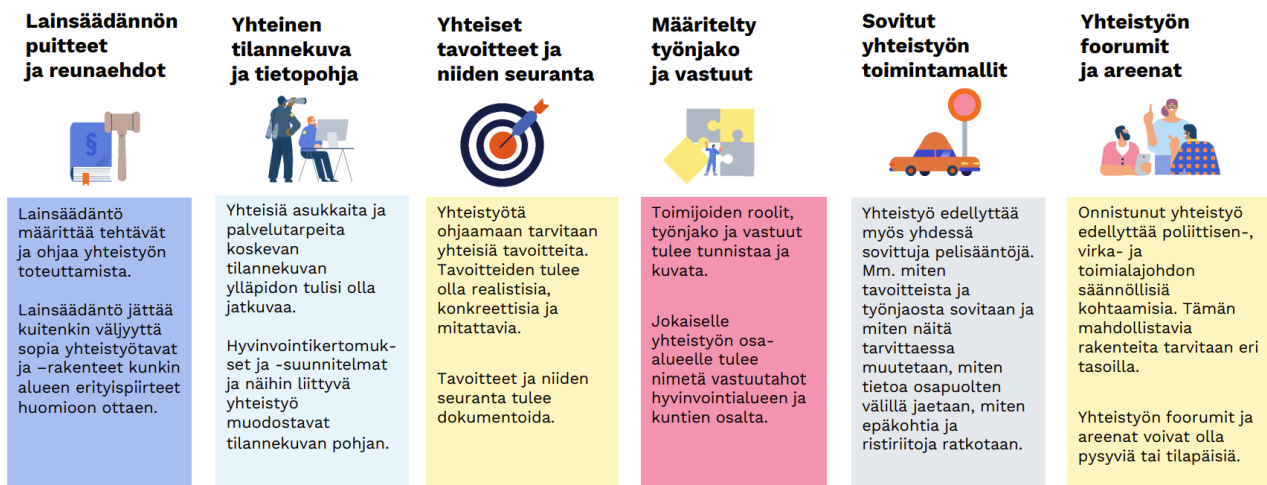 Lainsäädännön
puitteet
ja reunaehdot
§
Lainsäädäntö
määrittää tehtävät
ja ohjaa yhteistyön
toteuttamista.
Lainsäädäntö jättää
kuitenkin väljyyttä
sopia yhteistyötavat
ja –rakenteet kunkin
alueen erityispiirteet
huomioon ottaen.
Yhteinen
tilannekuva
ja tietopohja
Yhteisiä asukkaita ja
palvelutarpeita
koskevan
tilannekuvan
ylläpidon tulisi olla
jatkuvaa.
Hyvinvointikertomuk-
set ja -suunnitelmat
ja näihin liittyvä
yhteistyö
muodostavat
tilannekuvan pohjan.
Yhteiset
tavoitteet ja
niiden seuranta
Yhteistyötä
ohjaamaan tarvitaan
yhteisiä tavoitteita.
Tavoitteiden tulee
olla realistisia,
konkreettisia ja
mitattavia.
Tavoitteet ja niiden
seuranta tulee
dokumentoida.
Määritelty
työnjako
ja vastuut
Toimijoiden roolit,
työnjako ja vastuut
tulee tunnistaa ja
kuvata.
Jokaiselle
yhteistyön osa-
alueelle tulee
nimetä vastuutahot
hyvinvointialueen ja
kuntien osalta.
Sovitut
yhteistyön
toimintamallit
Yhteistyö edellyttää
myös yhdessä
sovittuja pelisääntöjä.
Mm. miten
tavoitteista ja
työnjaosta sovitaan ja
miten näitä
tarvittaessa
muutetaan, miten
tietoa osapuolten
välillä jaetaan, miten
epäkohtia ja
ristiriitoja ratkotaan.
Yhteistyön
foorumit
ja areenat
Onnistunut yhteistyö
edellyttää poliittisen-,
virka- ja
toimialajohdon
säännöllisiä
kohtaamisia. Tämän
mahdollistavia
rakenteita tarvitaan eri
tasoilla.
Yhteistyön foorumit ja
areenat voivat olla
pysyviä tai tilapäisiä.